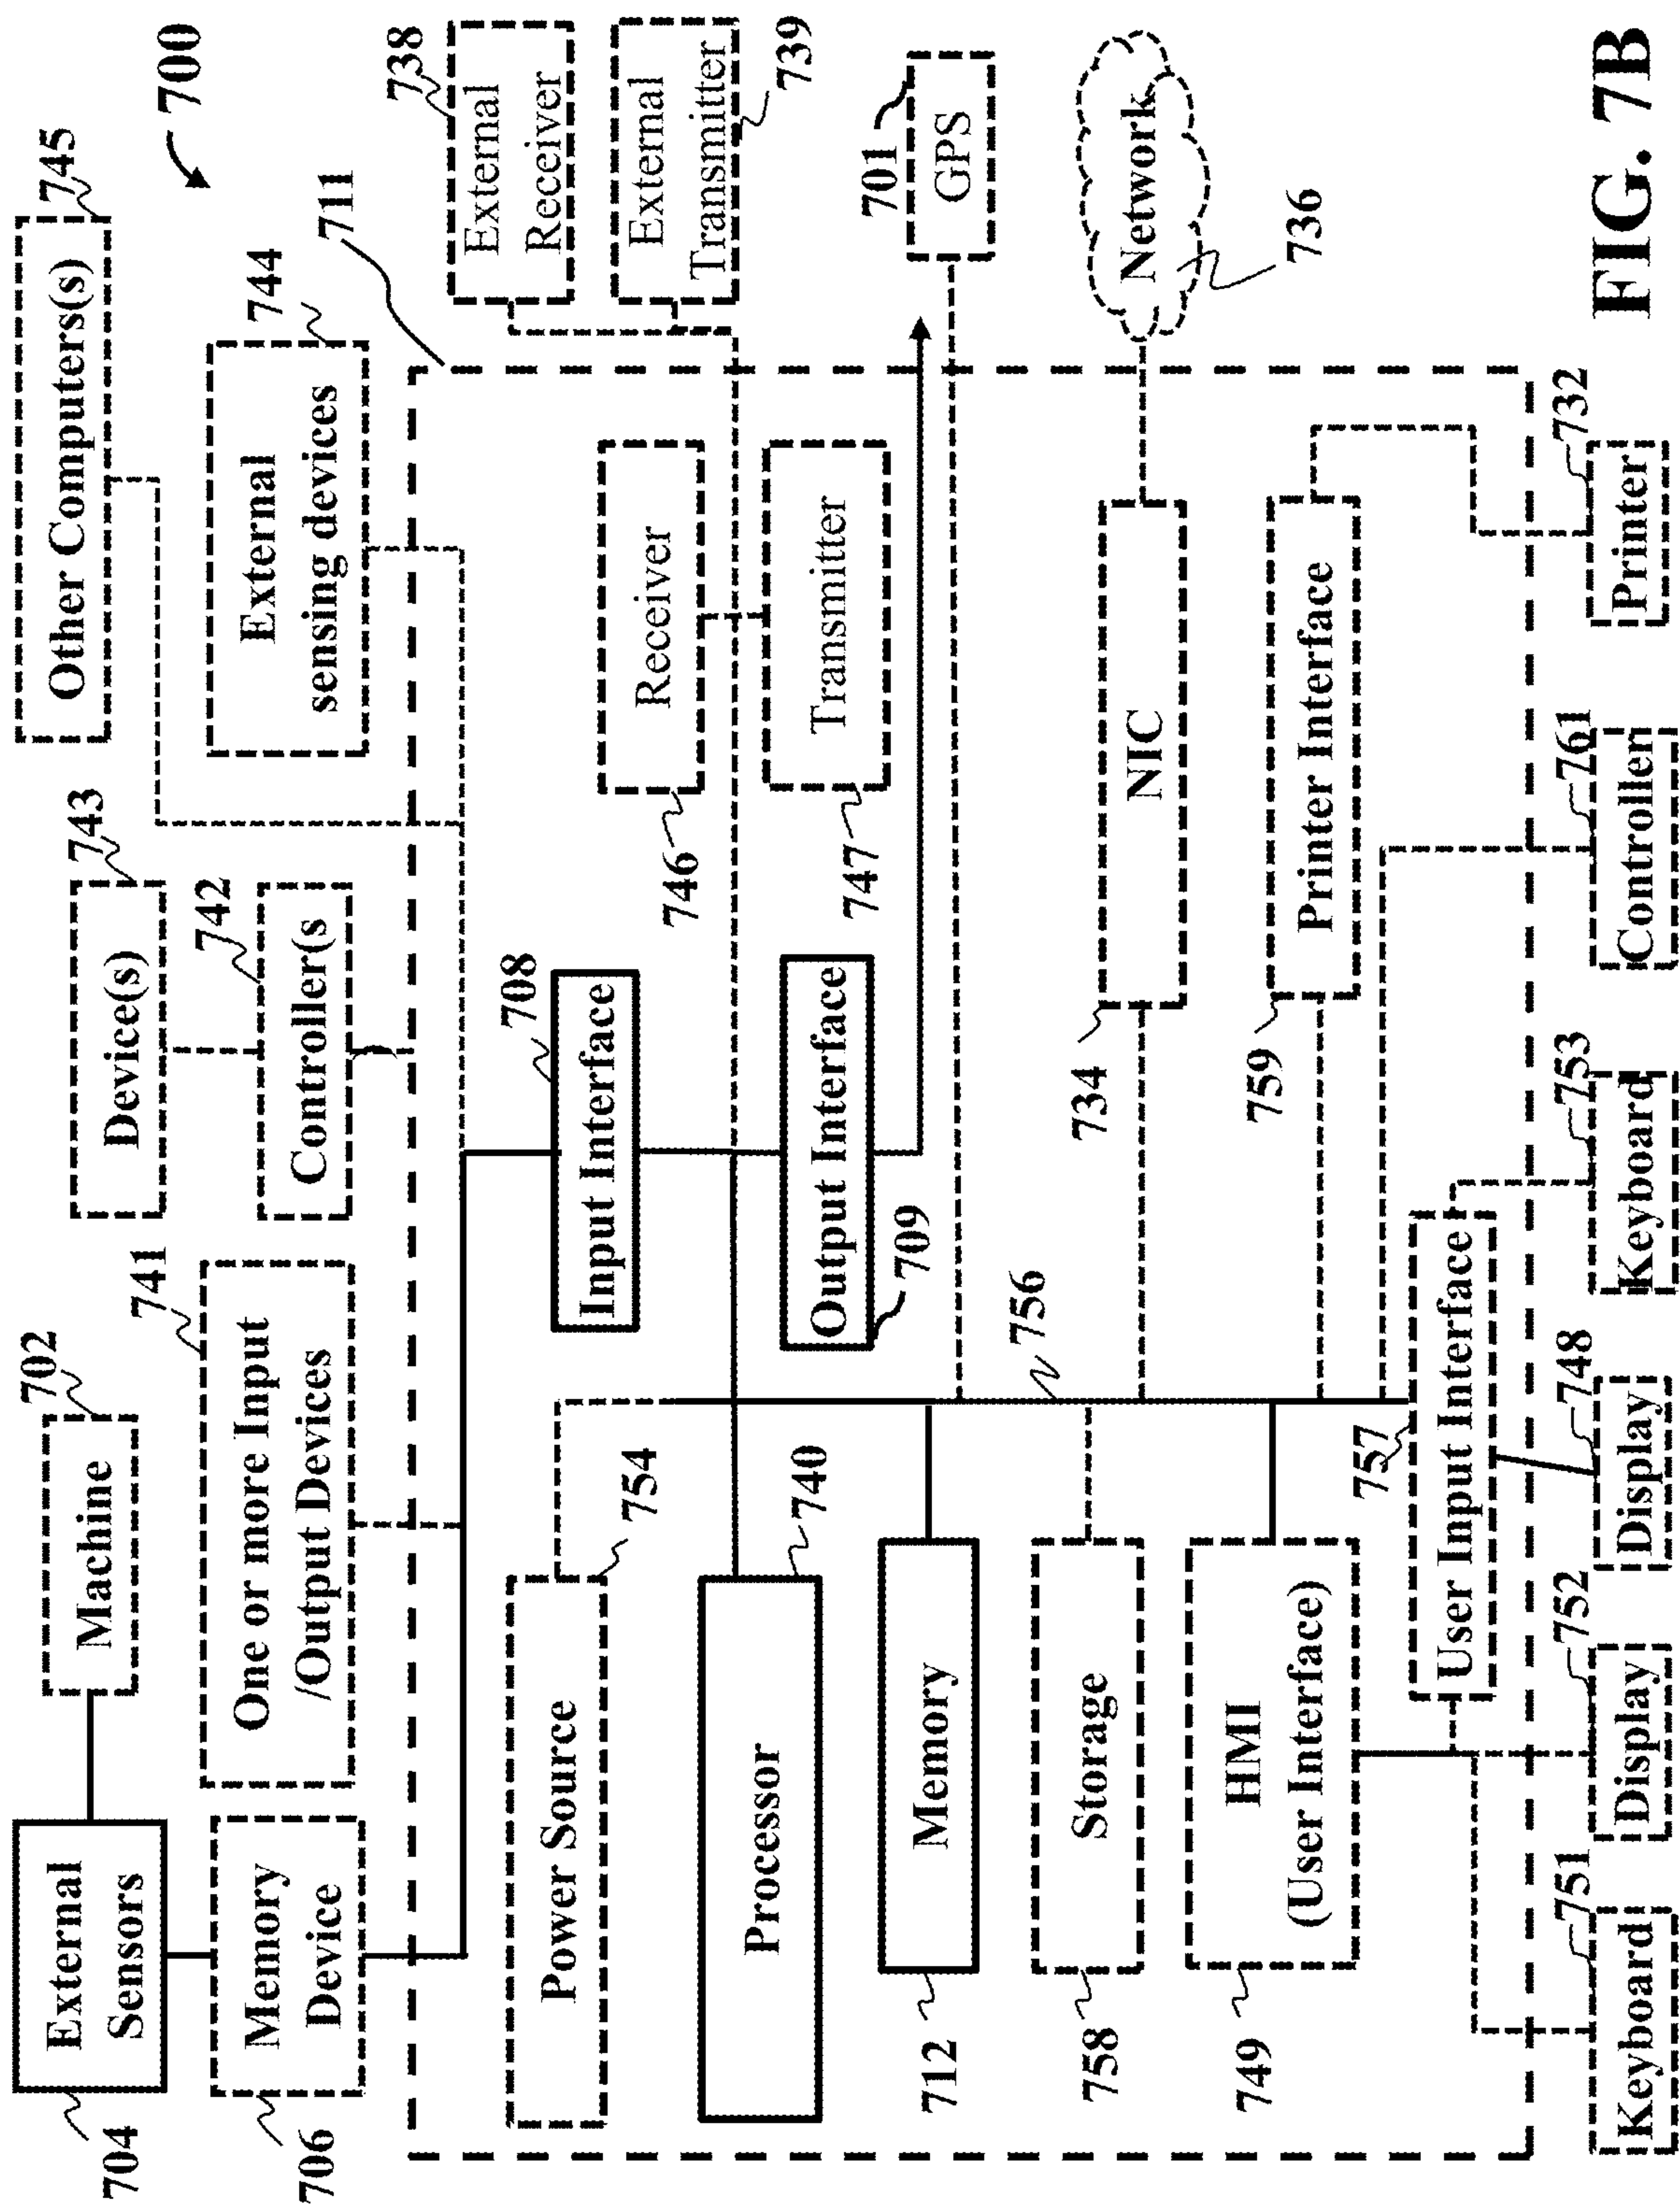 700
704
External
Sensors
702
Machine
743
Device(s)
745
Other Computers(s)
706
Memory
Device
741
One or more Input
/Output Devices
742
Controller(s
744
External
sensing devices
711
754
Power Source
708
Input Interface
746
Receiver
738
External
Receiver
740
Processor
709
Output Interface
747
Transmitter
External
Transmitter
739
712
Memory
701
GPS
758
Storage
756
734
NIC
Network
736
749
HMI
(User Interface)
759
Printer Interface
757
User Input Interface
751
Keyboard
752
Display
748
Display
753
Keyboard
761
Controller
732
Printer
FIG. 7B